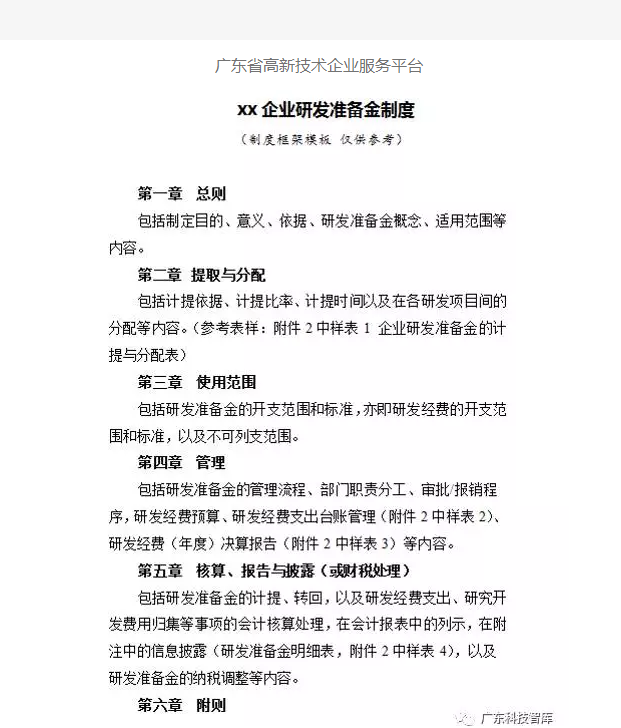 广东省高新技术企业服务平台
xx 企业研发准备金制度
（制度框架模板 仅供参考）
第一章 总则
包括制定目的、意义、依据、研发准备金概念、适用范围等
内容。
第二章 提取与分配
包括计提依据、计提比率、计提时间以及在各研发项目间的
分配等内容。（参考表样：附件 2 中样表 1 企业研发准备金的计
提与分配表）
第三章 使用范围
包括研发准备金的开支范围和标准，亦即研发经费的开支范
围和标准，以及不可列支范围。
第四章 管理
包括研发准备金的管理流程、部门职责分工、审批/报销程
序，研发经费预算、研发经费支出台账管理（附件 2 中样表 2）、
研发经费（年度）决算报告（附件 2 中样表 3）等内容。
第五章 核算、报告与披露（或财税处理）
包括研发准备金的计提、转回，以及研发经费支出、研究开
发费用归集等事项的会计核算处理，在会计报表中的列示，在附
注中的信息披露（研发准备金明细表，附件 2 中样表 4），以及
研发准备金的纳税调整等内容。
第六章 附则
广东科技智库